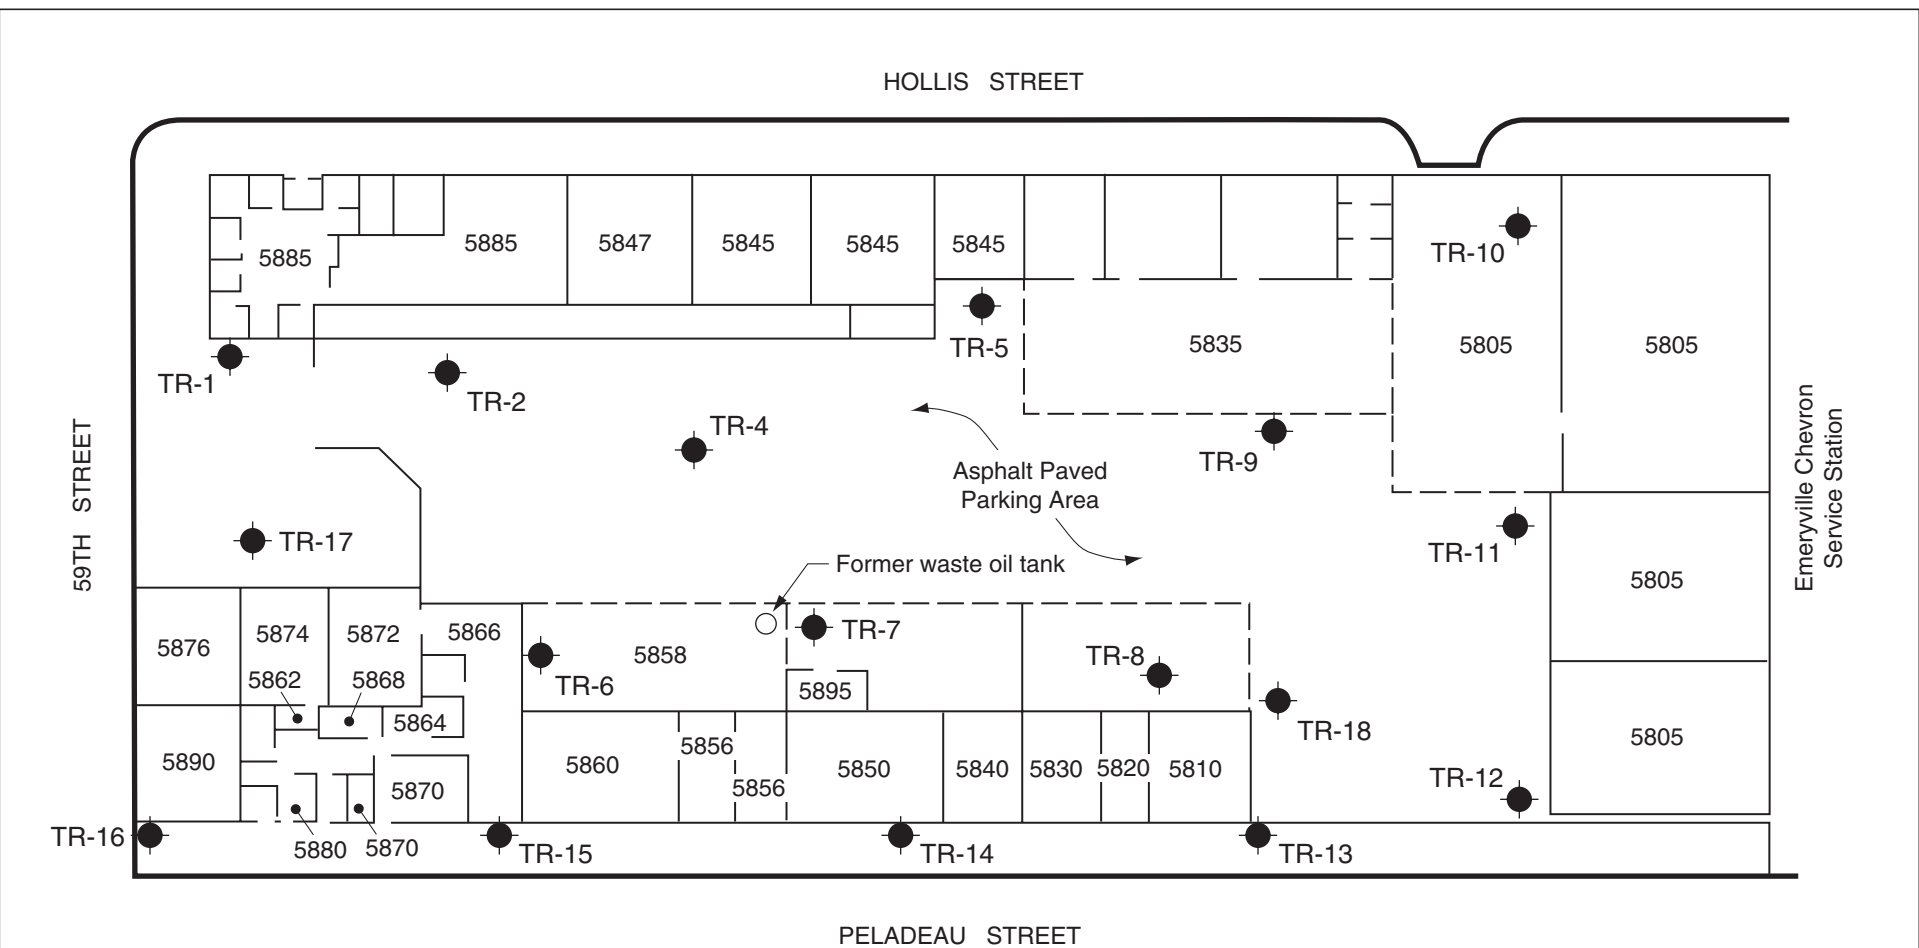 HOLLIS STREET
5885
5885
5847
5845
5845
5845
TR-10
TR-5
5835
5805
5805
TR-1
TR-2
TR-4
TR-9
Asphalt Paved
Parking Area
59TH STREET
Emeryville Chevron
Service Station
TR-17
TR-11
Former waste oil tank
5805
5876
5874
5872
5866
TR-7
5858
TR-8
TR-6
5862
5868
5895
5864
TR-18
5890
5860
5856
5856
5850
5840
5830
5820
5810
5805
TR-12
5870
TR-16
5880
5870
TR-15
TR-14
TR-13
PELADEAU STREET